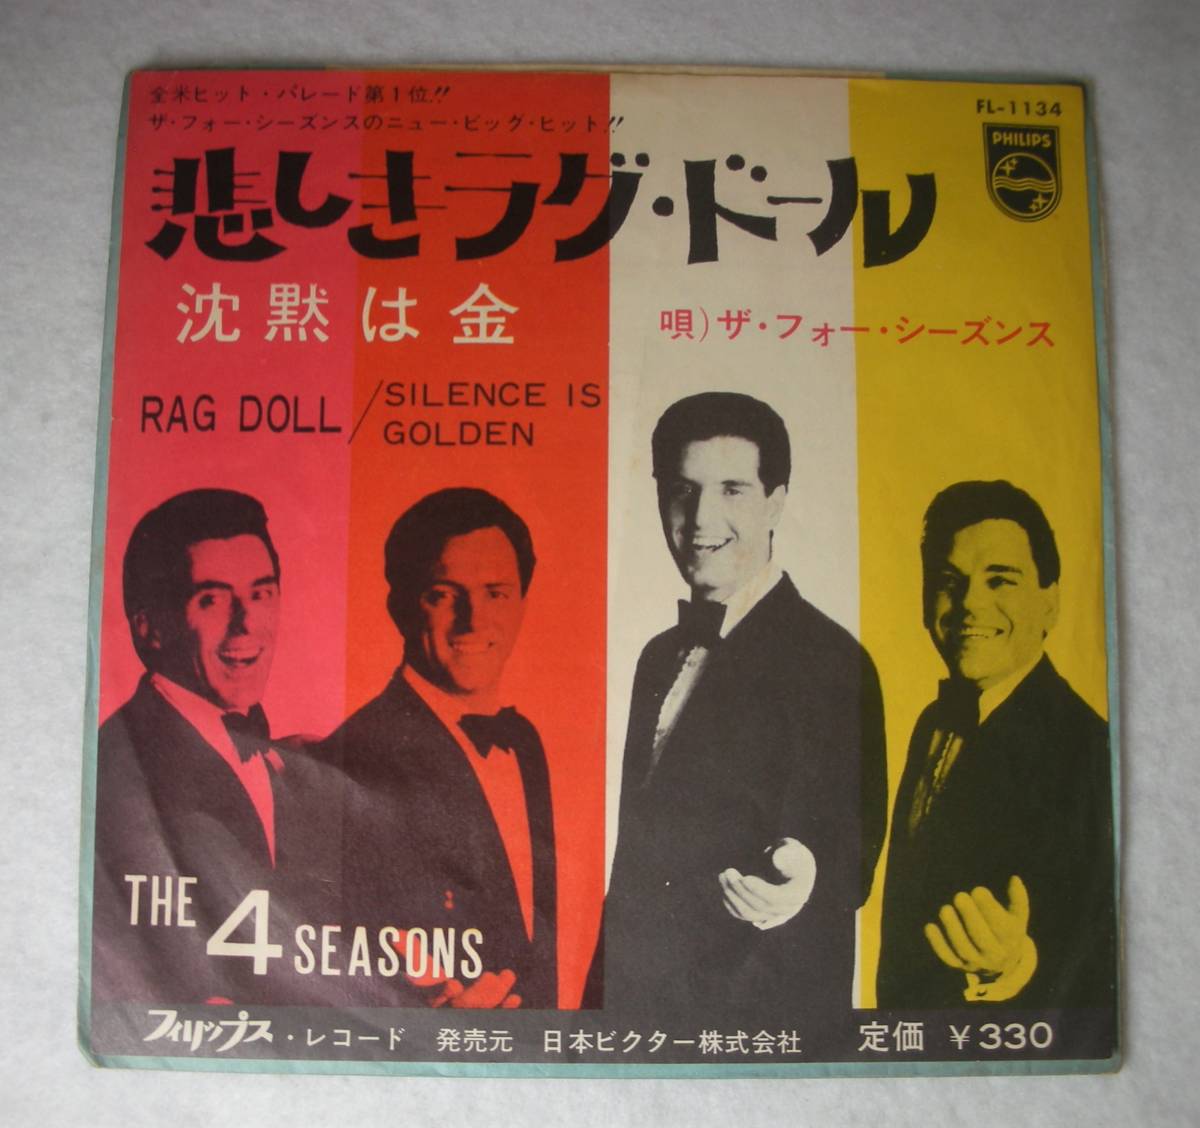 全米ヒット・パレード第1位!!
ザ・フォー・シーズンスのニュー・ビッグ・ヒット!!
FL-1134
PHILIPS
悲しきラグ・ドール
沈黙は金
唄)ザ・フォー・シーズンス
RAG DOLL/SILENCE IS GOLDEN
THE 4 SEASONS
フィリップス・レコード 発売元 日本ビクター株式会社 定価 ¥330